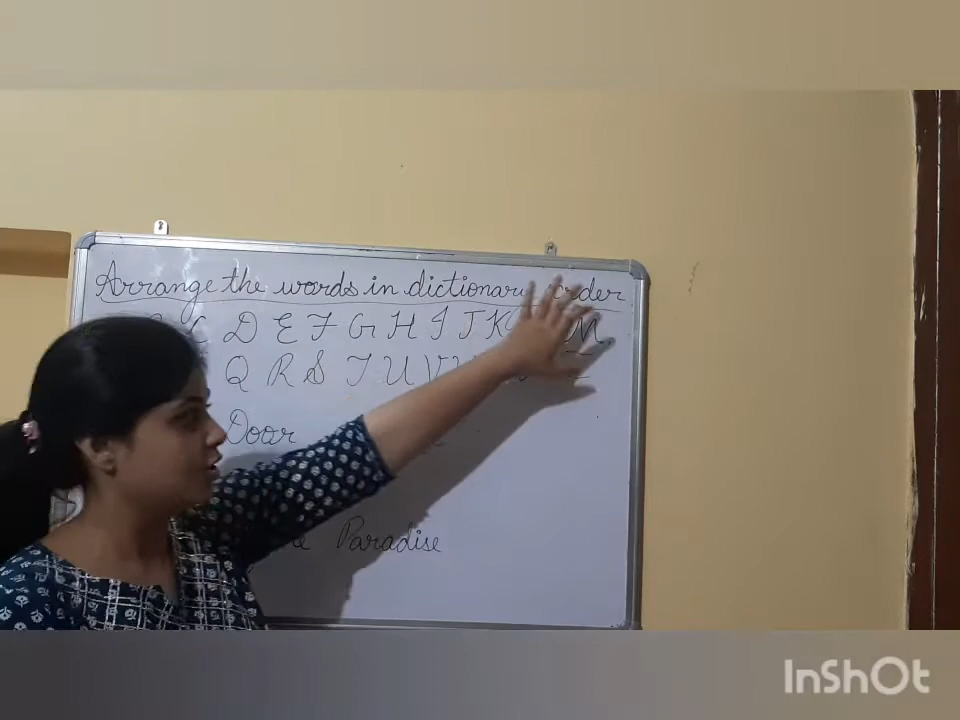 Arrange the words in dictionary order
C D E F G H I J K M
Q R S T U V
Door
Paradise
InShOt